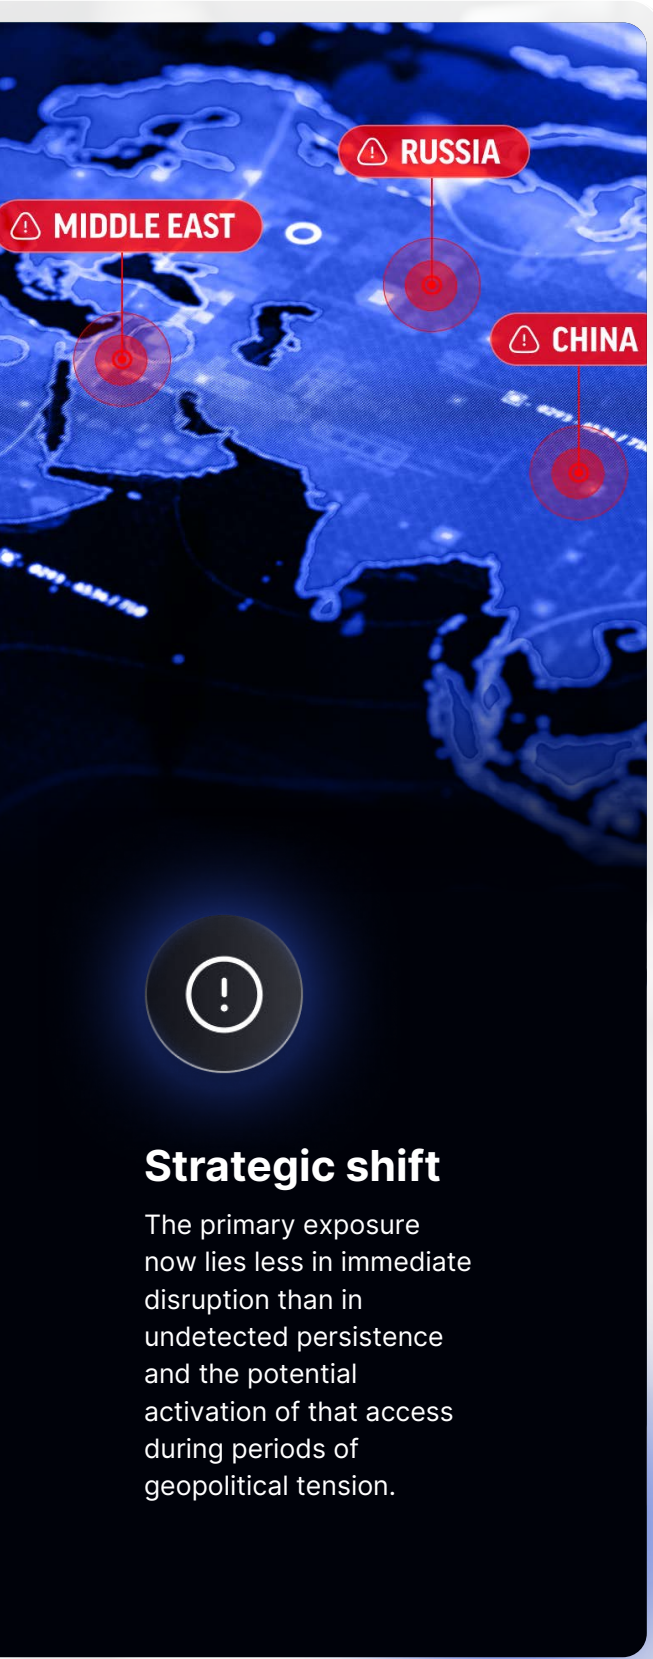 RUSSIA
MIDDLE EAST
CHINA
Strategic shift
The primary exposure
now lies less in immediate
disruption than in
undetected persistence
and the potential
activation of that access
during periods of
geopolitical tension.